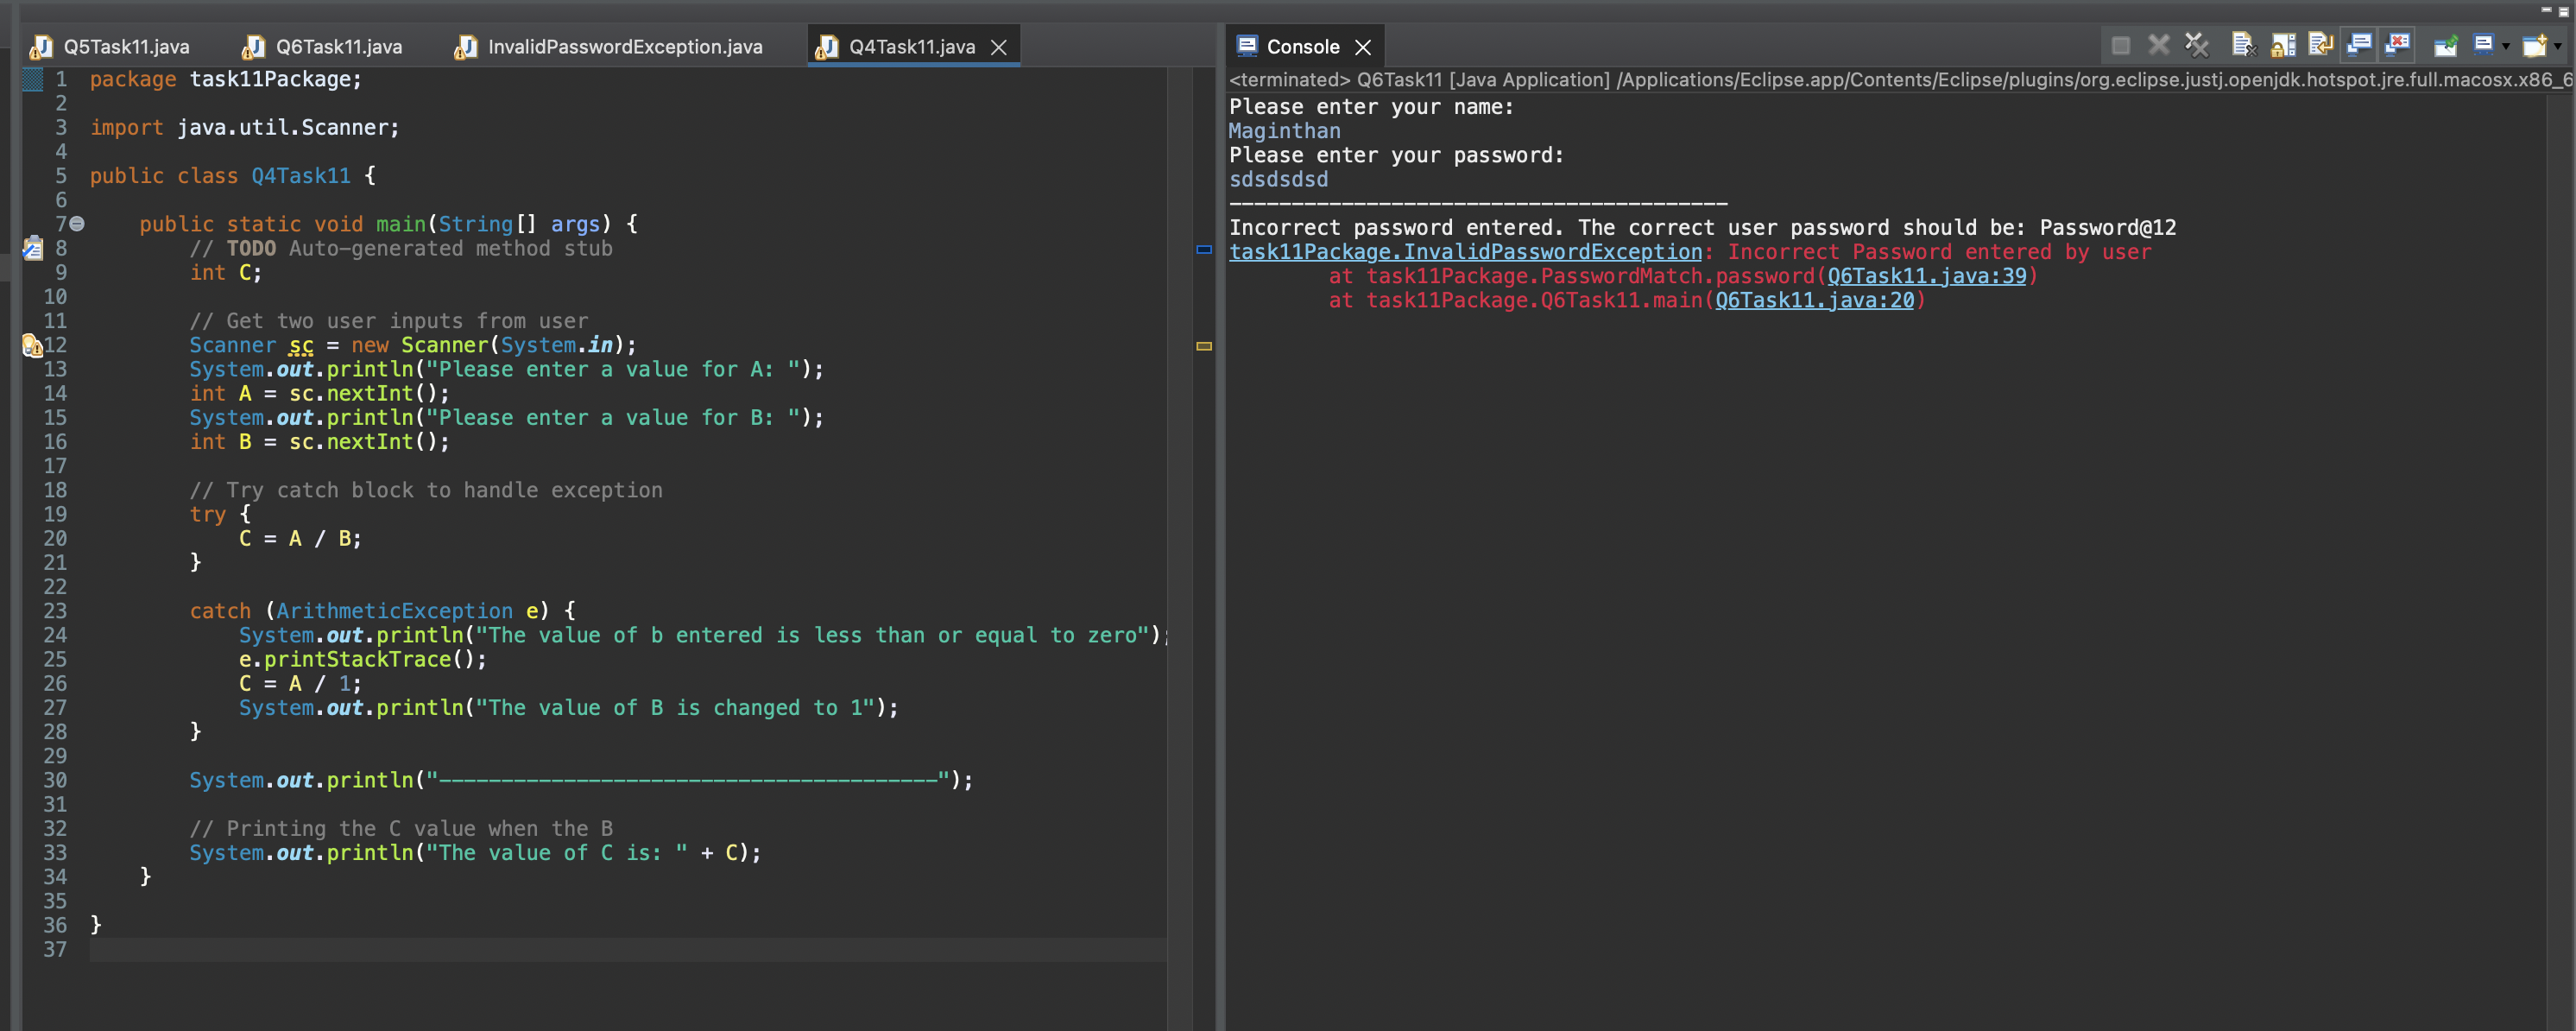 Q5Task11.java
Q6Task11.java
InvalidPasswordException.java
Q4Task11.java
1 package task11Package;
2
3 import java.util.Scanner;
4
5 public class Q4Task11 {
6
7 public static void main(String[] args) {
8 // TODO Auto-generated method stub
9 int C;
10
11 // Get two user inputs from user
12 Scanner sc = new Scanner(System.in);
13 System.out.println("Please enter a value for A: ");
14 int A = sc.nextInt();
15 System.out.println("Please enter a value for B: ");
16 int B = sc.nextInt();
17
18 // Try catch block to handle exception
19 try {
20 C = A / B;
21 }
22
23 catch (ArithmeticException e) {
24 System.out.println("The value of b entered is less than or equal to zero");
25 e.printStackTrace();
26 C = A / 1;
27 System.out.println("The value of B is changed to 1");
28 }
29
30 System.out.println("----------------------------------------");
31
32 // Printing the C value when the B
33 System.out.println("The value of C is: " + C);
34 }
35
36 }
37
Console
<terminated> Q6Task11 [Java Application] /Applications/Eclipse.app/Contents/Eclipse/plugins/org.eclipse.justj.openjdk.hotspot.jre.full.macosx.x86_6
Please enter your name:
Maginthan
Please enter your password:
sdsdsdsd
----------------------------------------
Incorrect password entered. The correct user password should be: Password@12
task11Package.InvalidPasswordException: Incorrect Password entered by user
at task11Package.PasswordMatch.password(Q6Task11.java:39)
at task11Package.Q6Task11.main(Q6Task11.java:20)